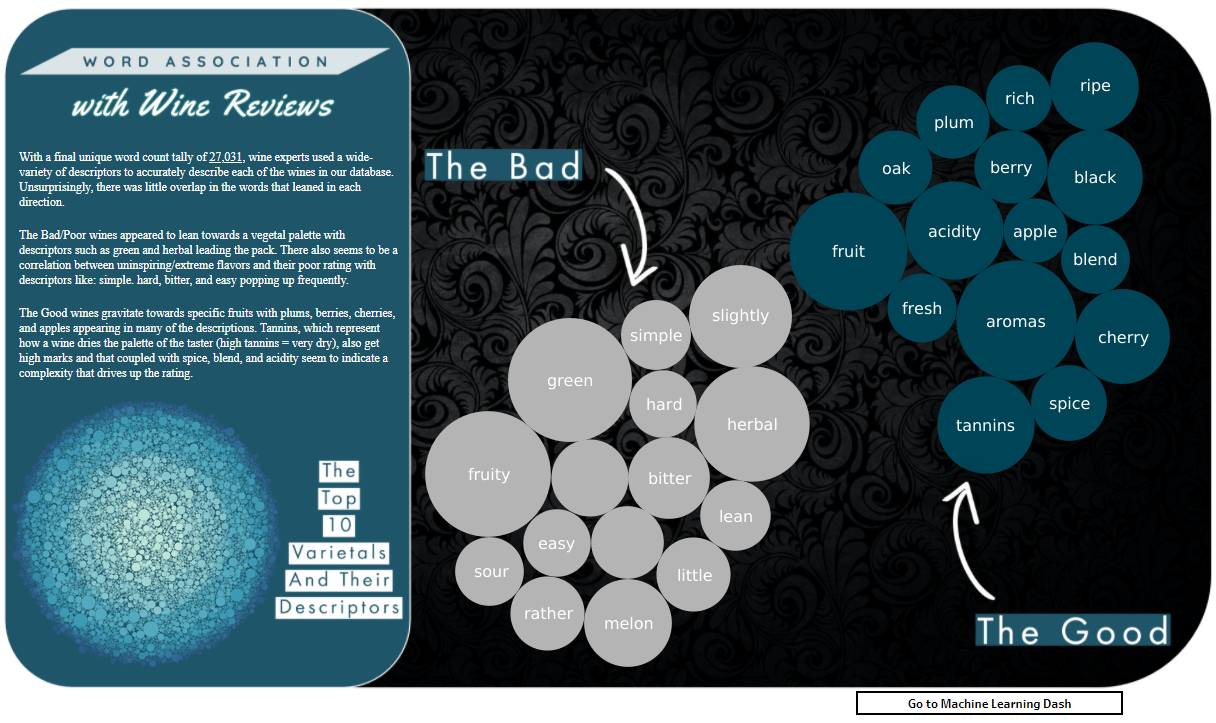 WORD ASSOCIATION
with Wine Reviews
With a final unique word count tally of 27,031, wine experts used a wide-
variety of descriptors to accurately describe each of the wines in our database.
Unsurprisingly, there was little overlap in the words that leaned in each
direction.
The Bad/Poor wines appeared to lean towards a vegetal palette with
descriptors such as green and herbal leading the pack. There also seems to be a
correlation between uninspiring/extreme flavors and their poor rating with
descriptors like: simple. hard, bitter, and easy popping up frequently.
The Good wines gravitate towards specific fruits with plums, berries, cherries,
and apples appearing in many of the descriptions. Tannins, which represent
how a wine dries the palette of the taster (high tannins = very dry), also get
high marks and that coupled with spice, blend, and acidity seem to indicate a
complexity that drives up the rating.
The
Top
10
Varietals
And Their
Descriptors
The Bad
simple
slightly
green
hard
herbal
fruity
bitter
lean
easy
sour
little
rather
melon
ripe
rich
plum
oak
berry
black
fruit
acidity
apple
blend
fresh
aromas
cherry
spice
tannins
The Good
Go to Machine Learning Dash